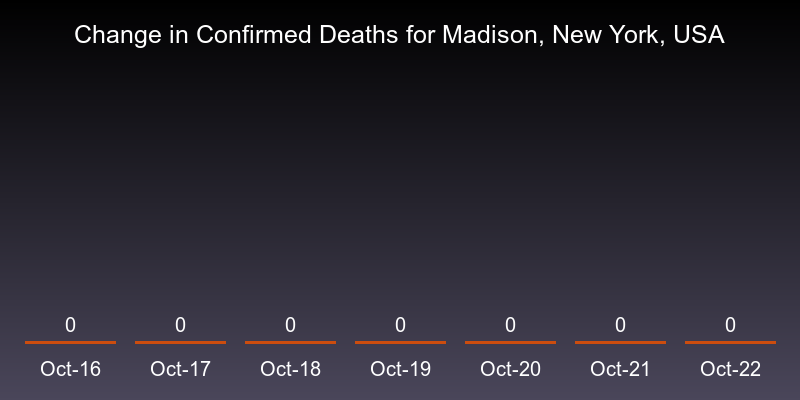 Change in Confirmed Deaths for Madison, New York, USA
0 0 0 0 0 0 0
Oct-16 Oct-17 Oct-18 Oct-19 Oct-20 Oct-21 Oct-22